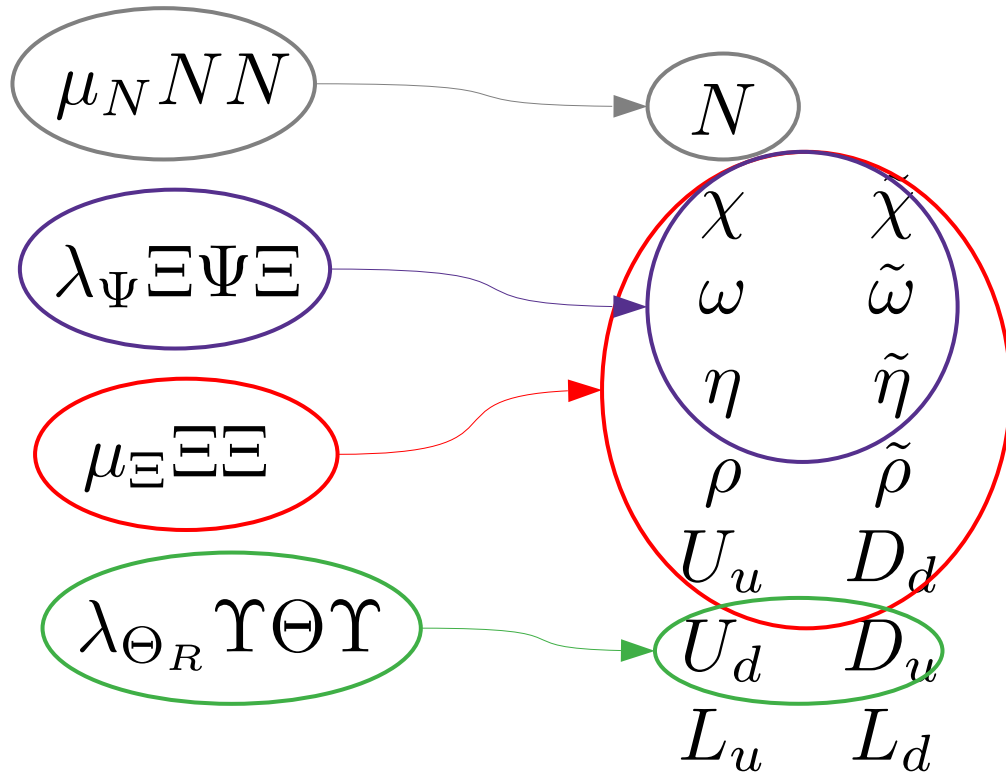 μ_N NN
N
χ χ̃
λ_Ψ ΞΨΞ
ω ω̃
η η̃
μ_Ξ ΞΞ
ρ ρ̃
U_u D_d
λ_{Θ_R} ΥΘΥ
U_d D_u
L_u L_d